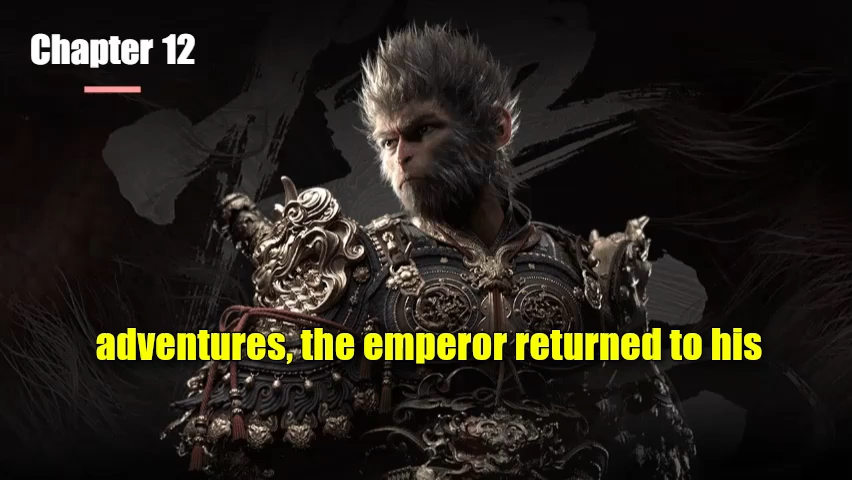 Chapter 12
adventures, the emperor returned to his